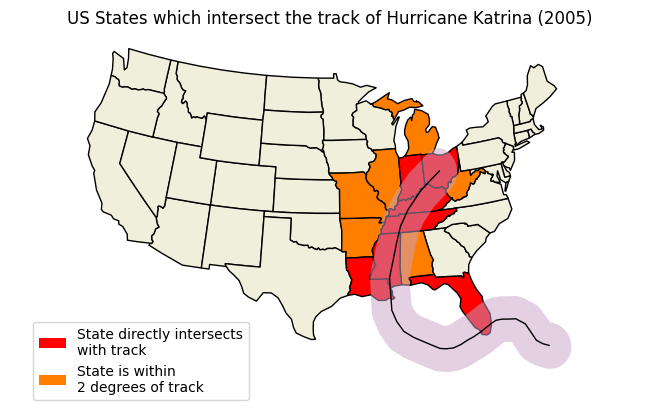 US States which intersect the track of Hurricane Katrina (2005)
State directly intersects
with track
State is within
2 degrees of track